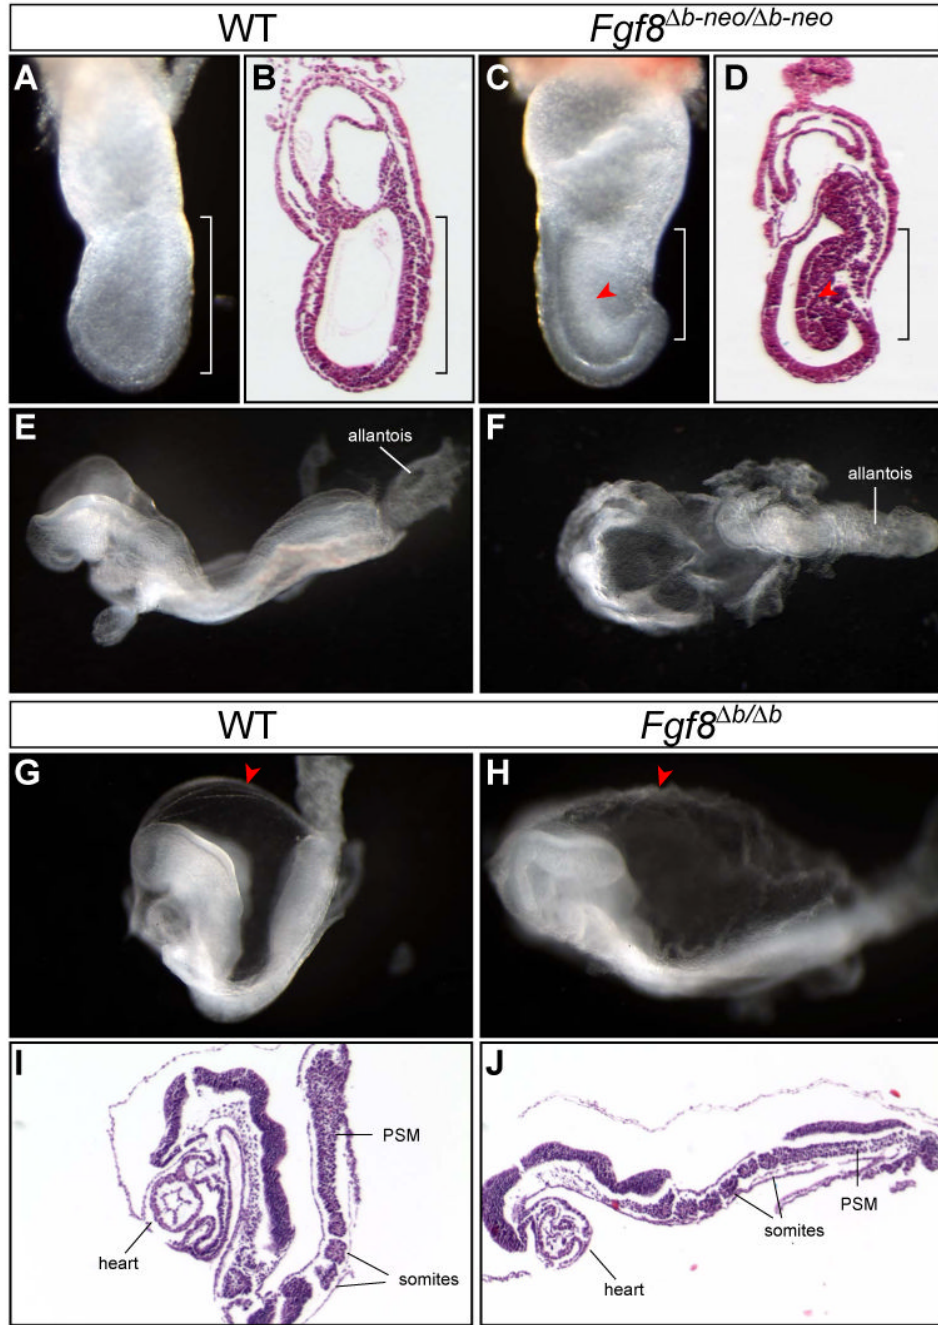 WT Fgf8Δb-neo/Δb-neo
A B C D
E allantois F allantois
WT Fgf8Δb/Δb
G H
I J
PSM
PSM
somites
heart somites
heart